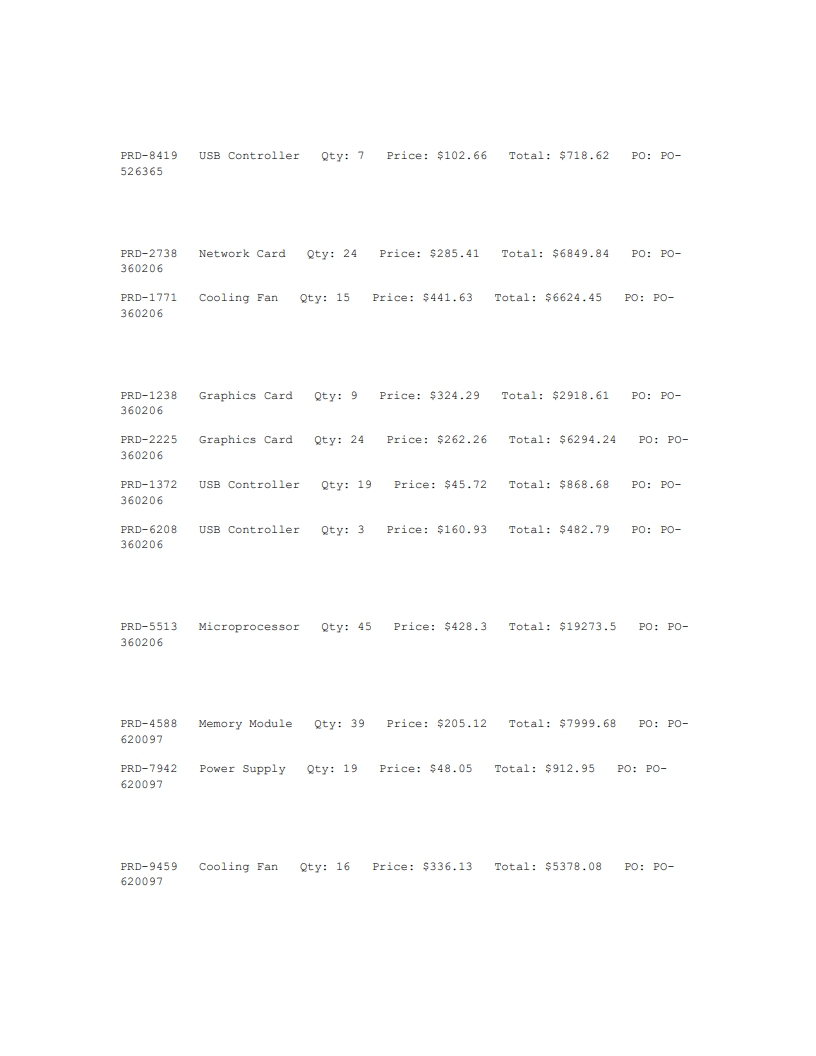 PRD-8419   USB Controller   Qty: 7   Price: $102.66   Total: $718.62   PO: PO-
526365
PRD-2738   Network Card   Qty: 24   Price: $285.41   Total: $6849.84   PO: PO-
360206
PRD-1771   Cooling Fan   Qty: 15   Price: $441.63   Total: $6624.45   PO: PO-
360206
PRD-1238   Graphics Card   Qty: 9   Price: $324.29   Total: $2918.61   PO: PO-
360206
PRD-2225   Graphics Card   Qty: 24   Price: $262.26   Total: $6294.24   PO: PO-
360206
PRD-1372   USB Controller   Qty: 19   Price: $45.72   Total: $868.68   PO: PO-
360206
PRD-6208   USB Controller   Qty: 3   Price: $160.93   Total: $482.79   PO: PO-
360206
PRD-5513   Microprocessor   Qty: 45   Price: $428.3   Total: $19273.5   PO: PO-
360206
PRD-4588   Memory Module   Qty: 39   Price: $205.12   Total: $7999.68   PO: PO-
620097
PRD-7942   Power Supply   Qty: 19   Price: $48.05   Total: $912.95   PO: PO-
620097
PRD-9459   Cooling Fan   Qty: 16   Price: $336.13   Total: $5378.08   PO: PO-
620097